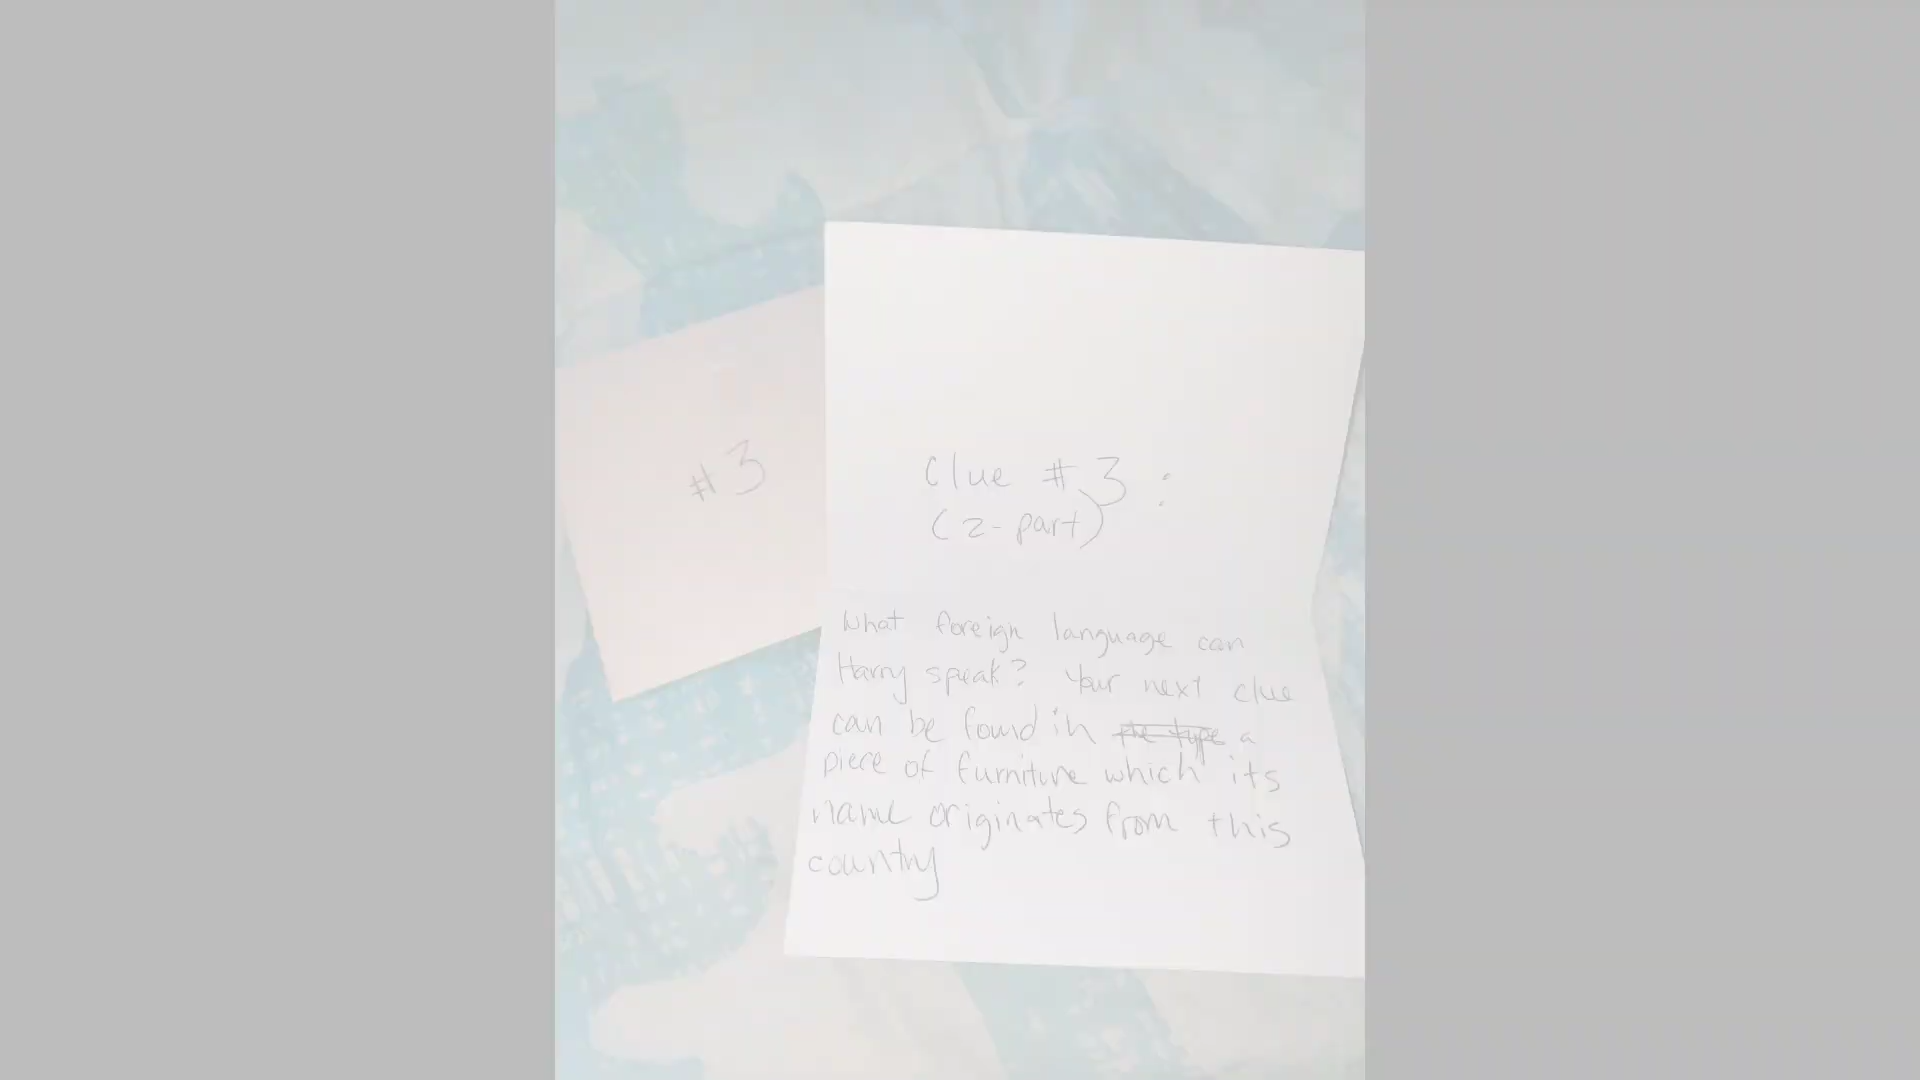 #3
Clue #3:
(2-part)
What foreign language can
Harry speak? Your next clue
can be found in the type a
piece of furniture which its
name originates from this
country